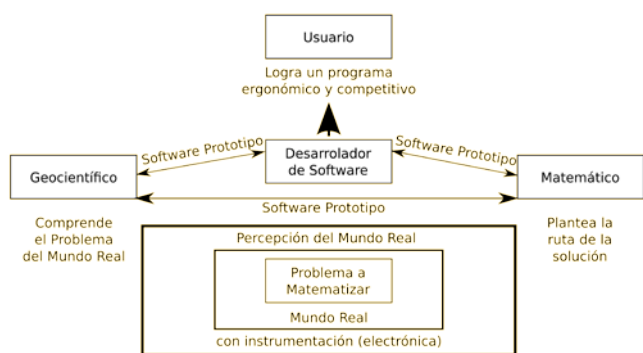 Usuario
Logra un programa
ergonómico y competitivo
Software Prototipo
Software Prototipo
Desarrolador
de Software
Geocientífico
Matemático
Software Prototipo
Comprende
el Problema
del Mundo Real
Plantea la
ruta de la
solución
Percepción del Mundo Real
Problema a
Matematizar
Mundo Real
con instrumentación (electrónica)